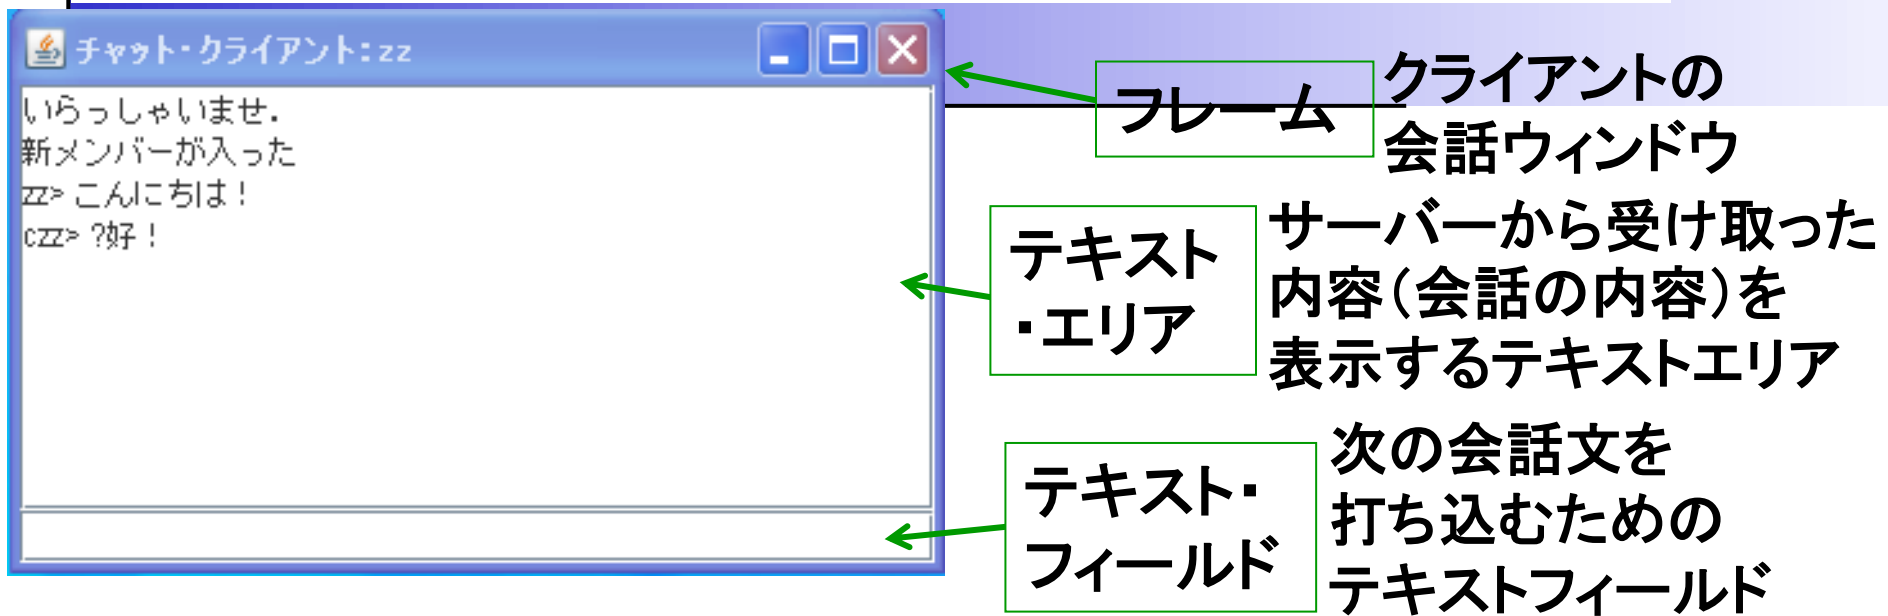 チャット・クライアント:zz
いらっしゃいませ.
新メンバーが入った
zz> こんにちは!
czz> ?好!
フレーム
クライアントの
会話ウィンドウ
テキスト
・エリア
サーバーから受け取った
内容(会話の内容)を
表示するテキストエリア
テキスト・
フィールド
次の会話文を
打ち込むための
テキストフィールド